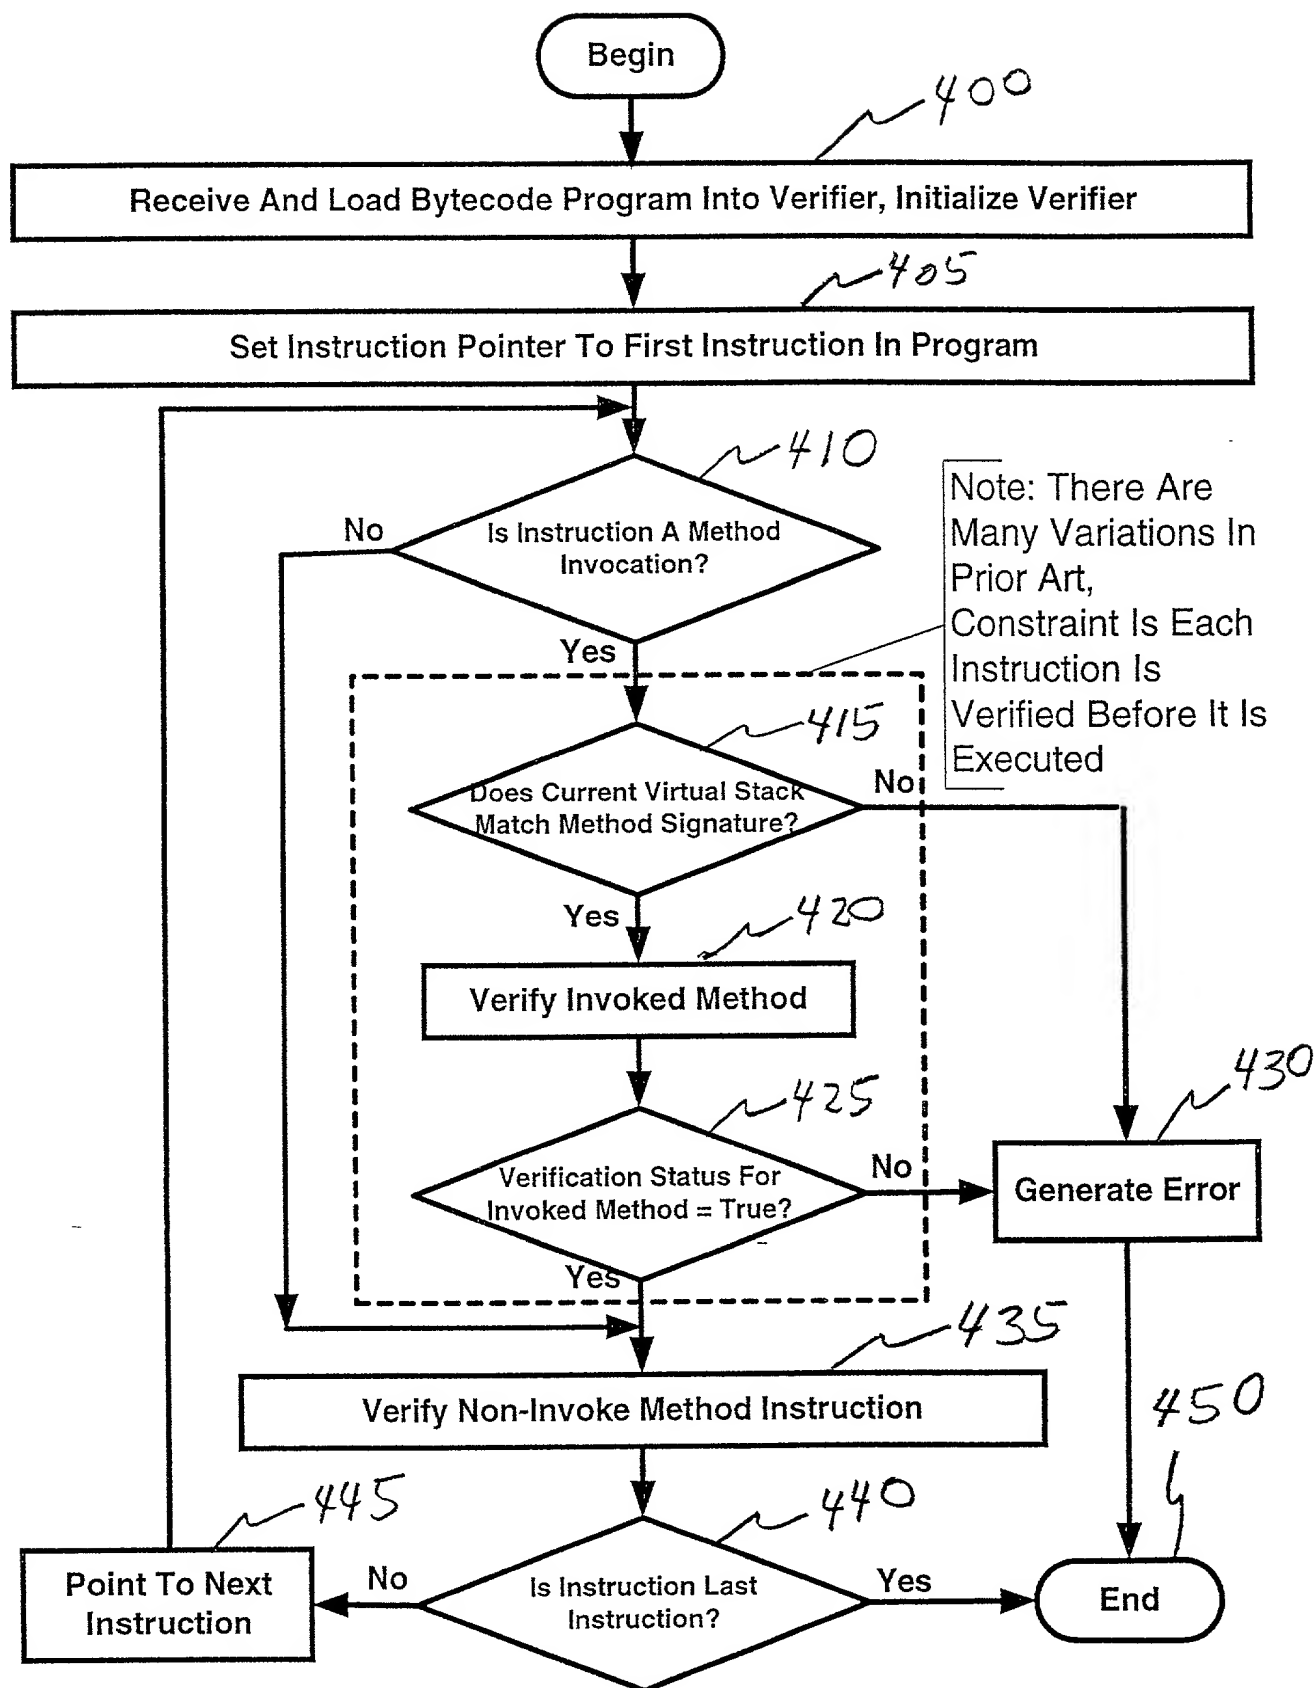 Begin
400
Receive And Load Bytecode Program Into Verifier, Initialize Verifier
405
Set Instruction Pointer To First Instruction In Program
410
No
Is Instruction A Method
Invocation?
Yes
Note: There Are
Many Variations In
Prior Art,
Constraint Is Each
Instruction Is
Verified Before It Is
Executed
415
Does Current Virtual Stack
Match Method Signature?
No
Yes
420
Verify Invoked Method
425
Verification Status For
Invoked Method = True?
No
430
Generate Error
Yes
435
Verify Non-Invoke Method Instruction
450
445
440
Point To Next
Instruction
No
Is Instruction Last
Instruction?
Yes
End